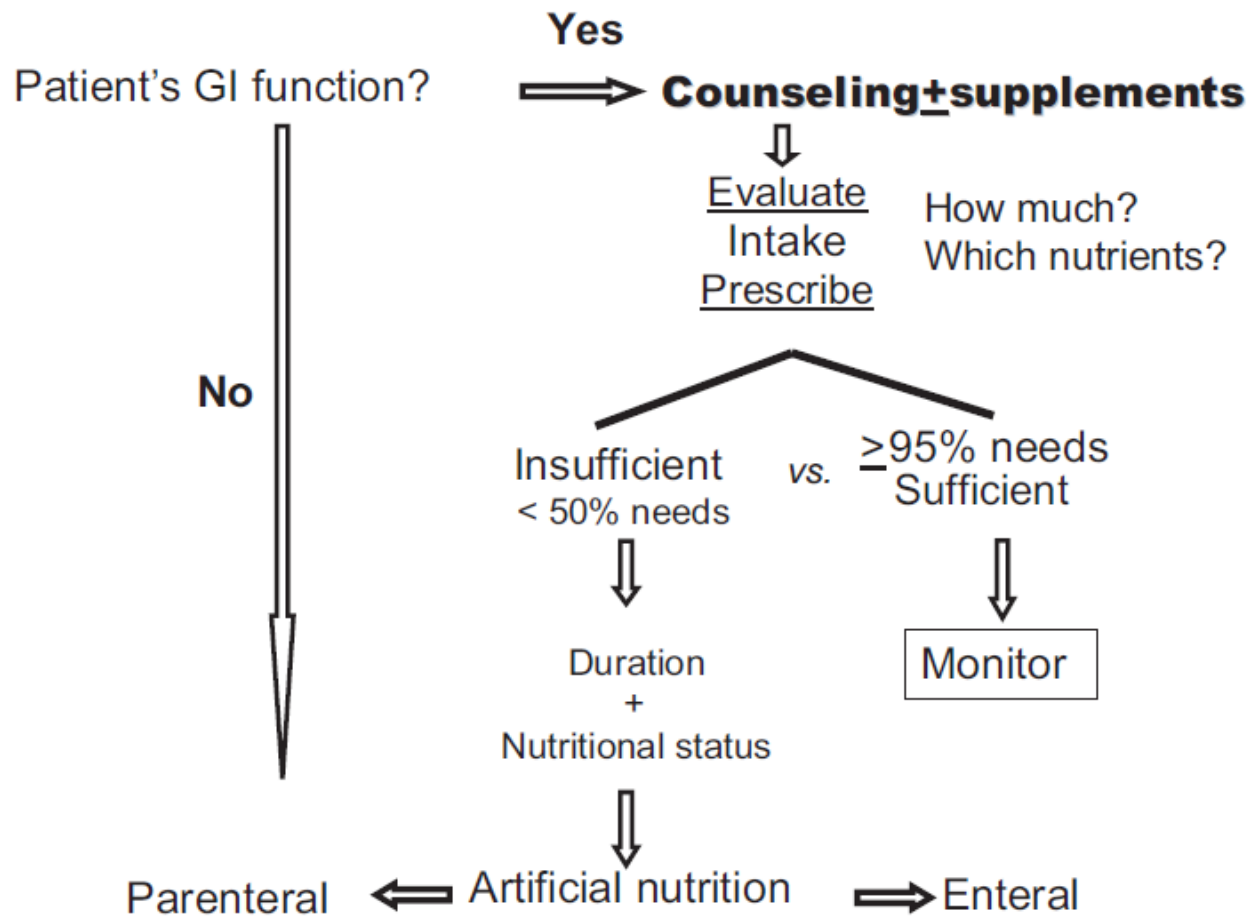 Yes
Patient's GI function?
Counseling±supplements
Evaluate
Intake
Prescribe
How much?
Which nutrients?
No
Insufficient
< 50% needs
vs.
≥95% needs
Sufficient
Duration
+
Nutritional status
Monitor
Parenteral
Artificial nutrition
Enteral